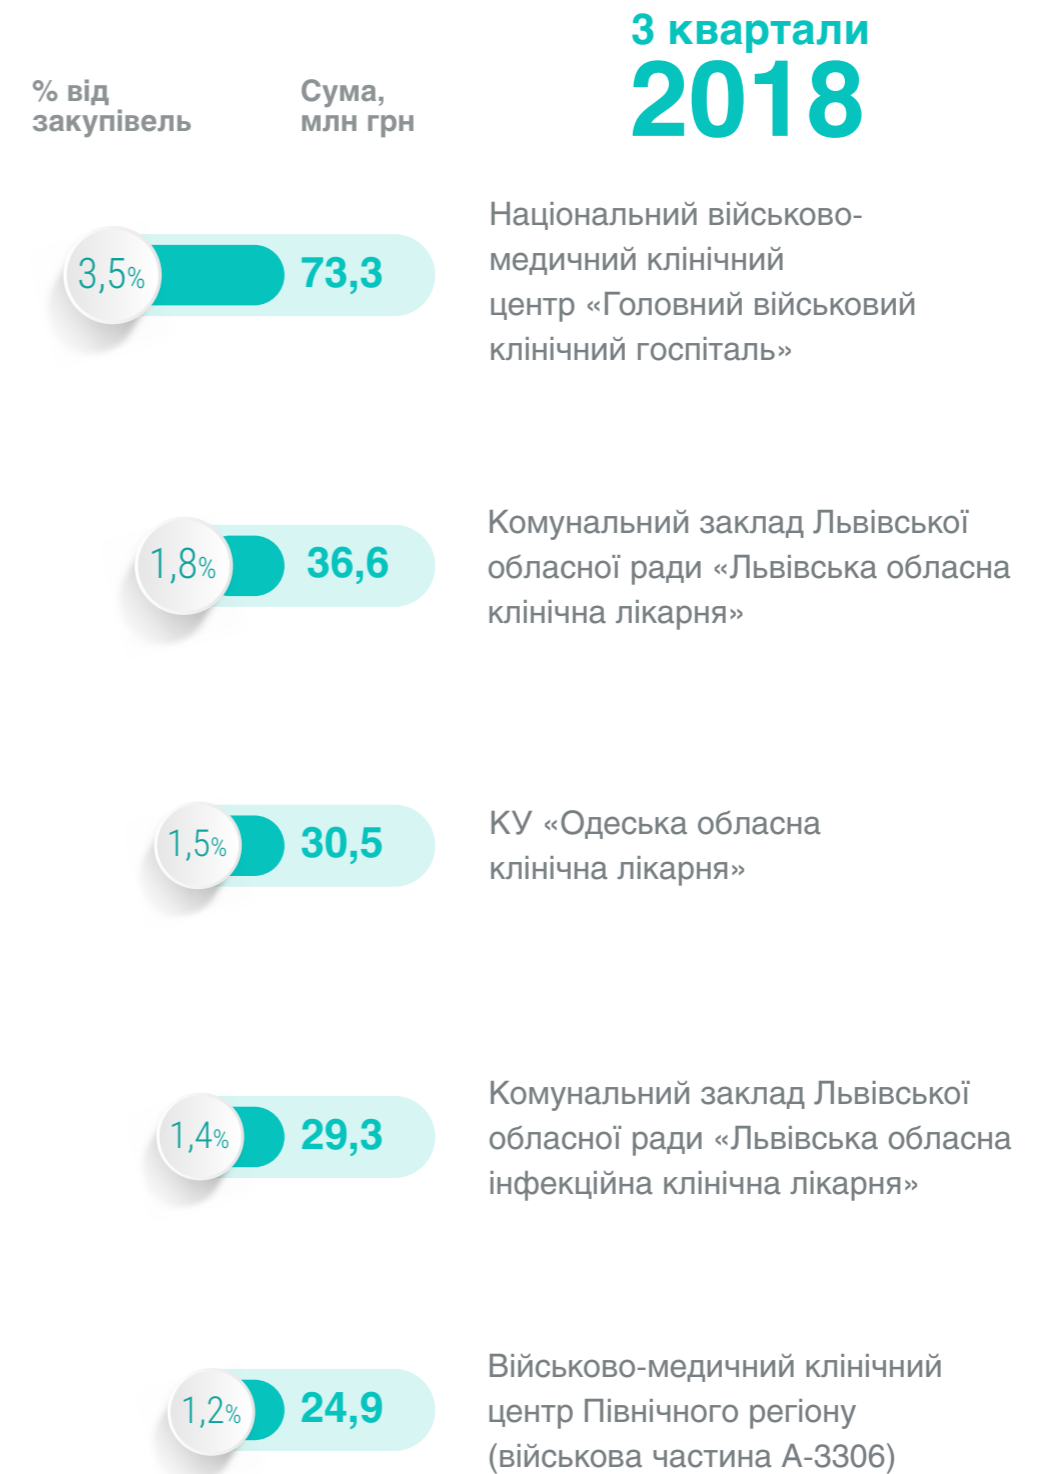 3 квартали
2018
% від
закупівель
Сума,
млн грн
3,5%
73,3
Національний військово-
медичний клінічний
центр «Головний військовий
клінічний госпіталь»
1,8%
36,6
Комунальний заклад Львівської
обласної ради «Львівська обласна
клінічна лікарня»
1,5%
30,5
КУ «Одеська обласна
клінічна лікарня»
1,4%
29,3
Комунальний заклад Львівської
обласної ради «Львівська обласна
інфекційна клінічна лікарня»
1,2%
24,9
Військово-медичний клінічний
центр Північного регіону
(військова частина А-3306)